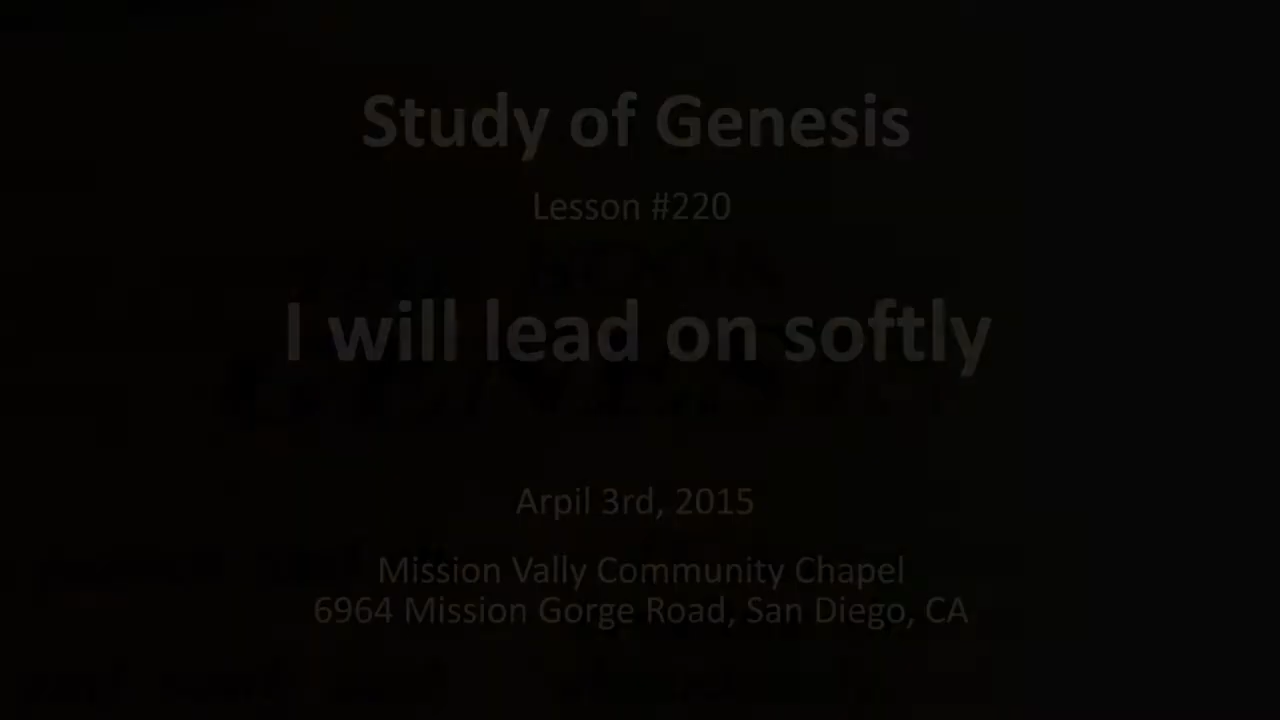 Study of Genesis
Lesson #220
I will lead on softly
Arpil 3rd, 2015
Mission Vally Community Chapel
6964 Mission Gorge Road, San Diego, CA